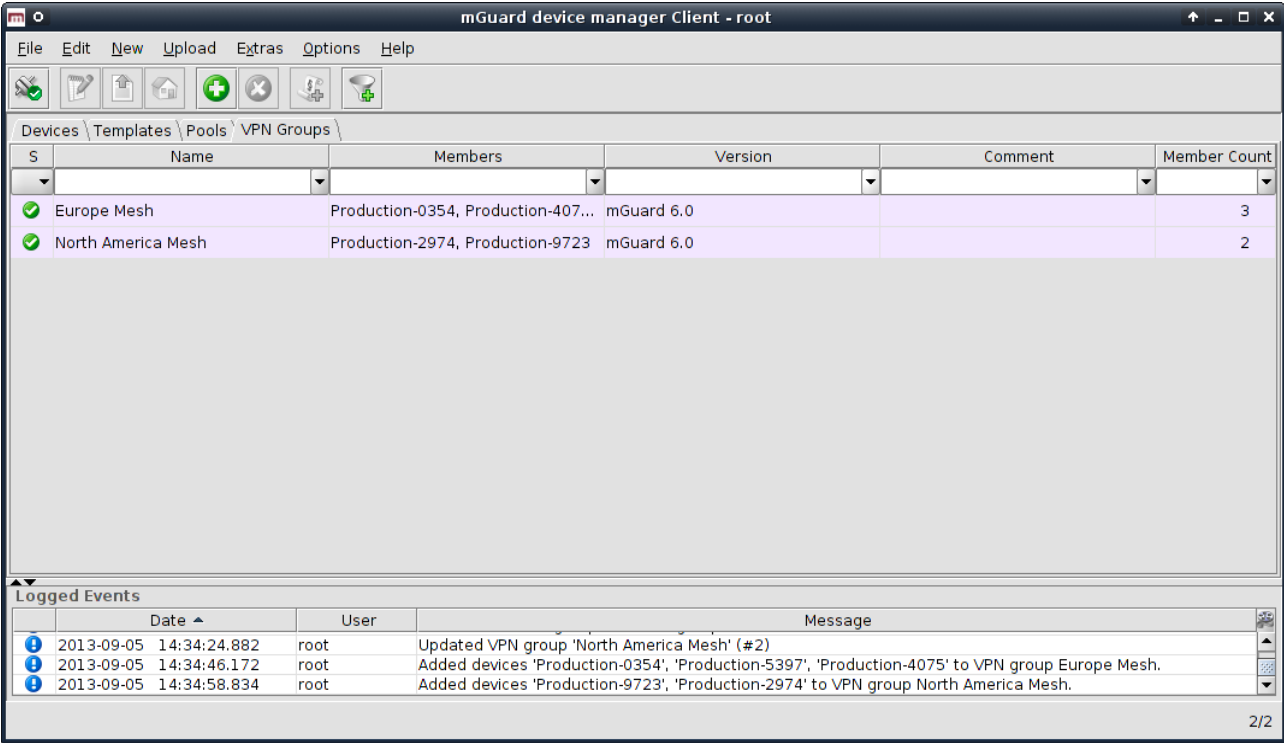 mGuard device manager Client - root
File Edit New Upload Extras Options Help
Devices Templates Pools VPN Groups
S Name Members Version Comment Member Count
Europe Mesh Production-0354, Production-407... mGuard 6.0 3
North America Mesh Production-2974, Production-9723 mGuard 6.0 2
Logged Events
Date User Message
2013-09-05 14:34:24.882 root Updated VPN group 'North America Mesh' (#2)
2013-09-05 14:34:46.172 root Added devices 'Production-0354', 'Production-5397', 'Production-4075' to VPN group Europe Mesh.
2013-09-05 14:34:58.834 root Added devices 'Production-9723', 'Production-2974' to VPN group North America Mesh.
2/2